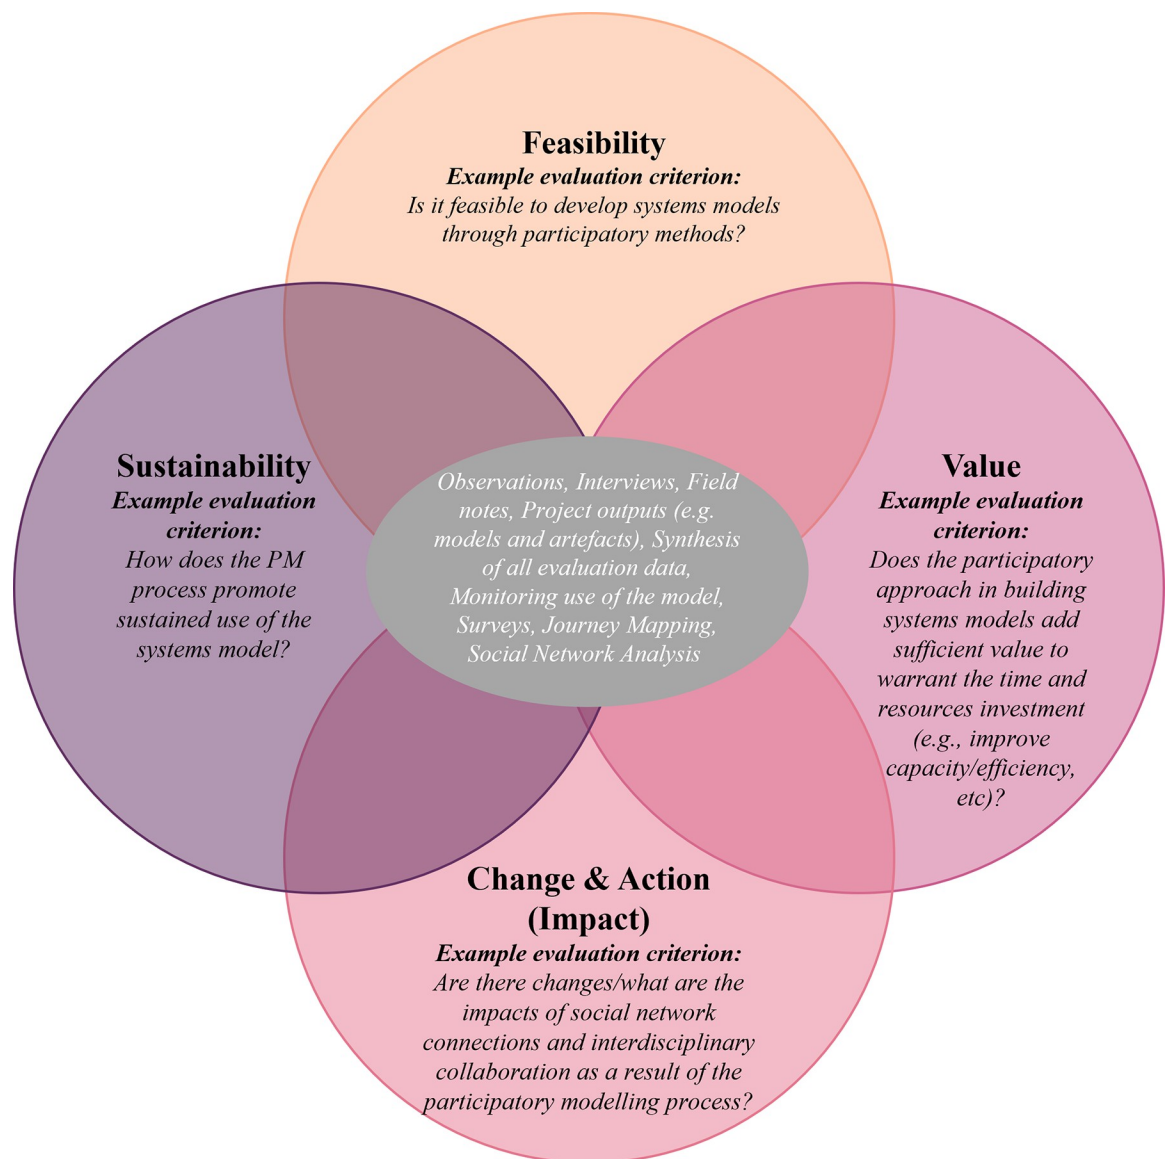 Feasibility
Example evaluation criterion:
Is it feasible to develop systems models
through participatory methods?
Sustainability
Example evaluation
criterion:
How does the PM
process promote
sustained use of the
systems model?
Observations, Interviews, Field
notes, Project outputs (e.g.
models and artefacts), Synthesis
of all evaluation data,
Monitoring use of the model,
Surveys, Journey Mapping,
Social Network Analysis
Value
Example evaluation
criterion:
Does the participatory
approach in building
systems models add
sufficient value to
warrant the time and
resources investment
(e.g., improve
capacity/efficiency,
etc)?
Change & Action
(Impact)
Example evaluation criterion:
Are there changes/what are the
impacts of social network
connections and interdisciplinary
collaboration as a result of the
participatory modelling process?